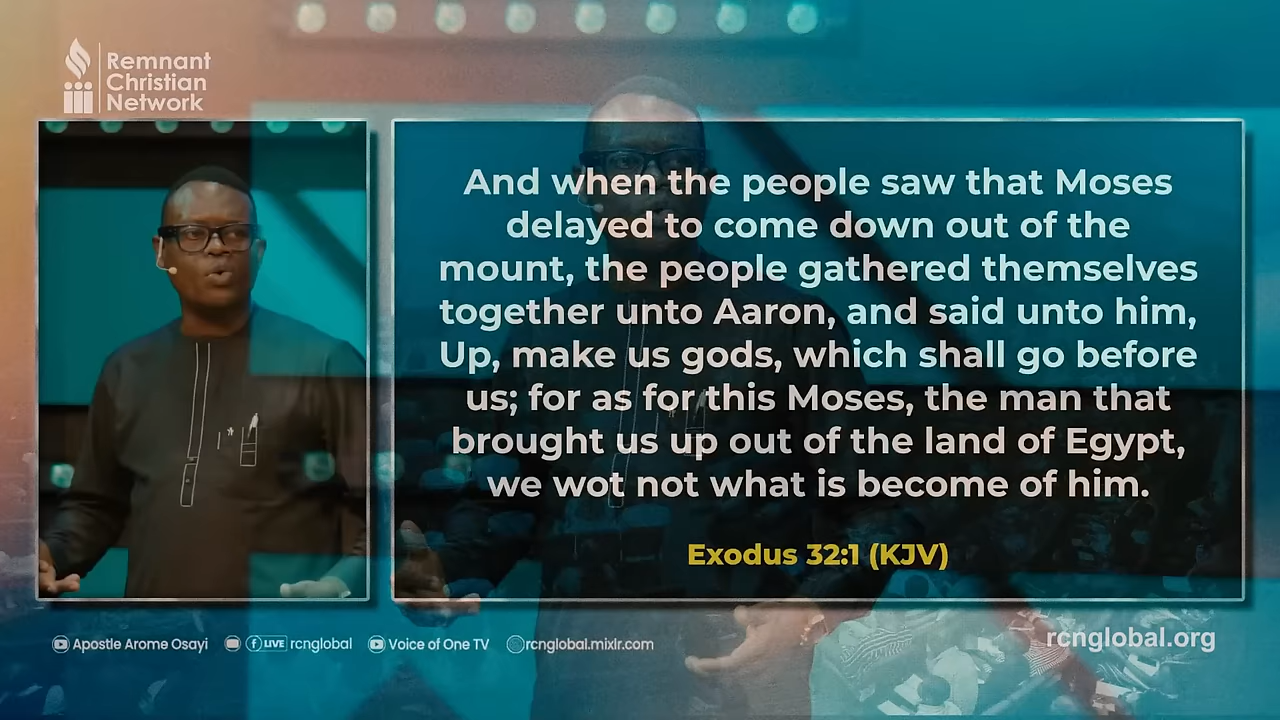 Remnant
Christian
Network
And when the people saw that Moses
delayed to come down out of the
mount, the people gathered themselves
together unto Aaron, and said unto him,
Up, make us gods, which shall go before
us; for as for this Moses, the man that
brought us up out of the land of Egypt,
we wot not what is become of him.
Exodus 32:1 (KJV)
Apostle Arome Osayi LIVE rcnglobal Voice of One TV rcnglobal.mixlr.com
rcnglobal.org